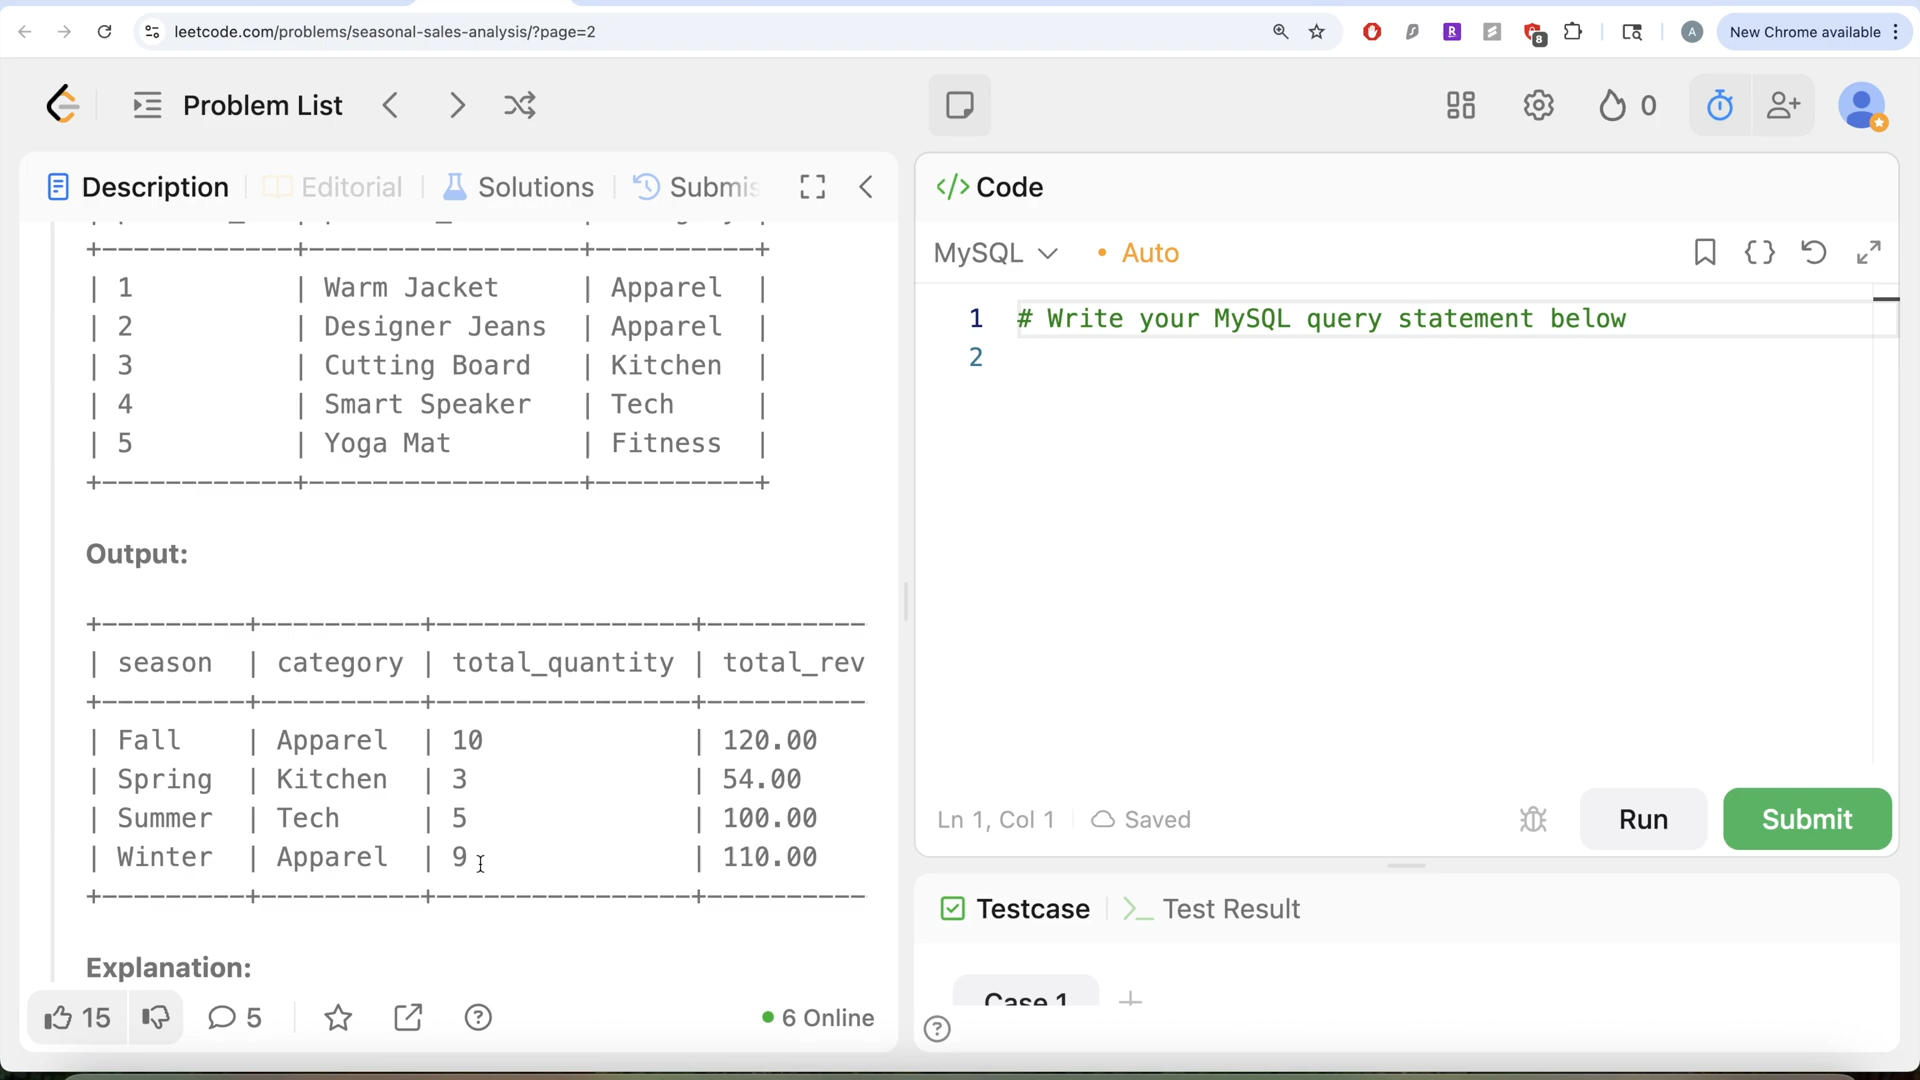 leetcode.com/problems/seasonal-sales-analysis/?page=2
8
R
A
New Chrome available
Problem List
0
Description
Editorial
Solutions
Submis
</> Code
MySQL
• Auto
+-------------+-----------------+----------+
| 1 | Warm Jacket | Apparel |
| 2 | Designer Jeans | Apparel |
| 3 | Cutting Board | Kitchen |
| 4 | Smart Speaker | Tech |
| 5 | Yoga Mat | Fitness |
+-------------+-----------------+----------+
Output:
+---------+----------+----------------+----------
| season | category | total_quantity | total_rev
+---------+----------+----------------+----------
| Fall | Apparel | 10 | 120.00
| Spring | Kitchen | 3 | 54.00
| Summer | Tech | 5 | 100.00
| Winter | Apparel | 9 | 110.00
+---------+----------+----------------+----------
Explanation:
15
5
6 Online
1 # Write your MySQL query statement below
2
Ln 1, Col 1
Saved
Run
Submit
Testcase
>_ Test Result
Case 1
+